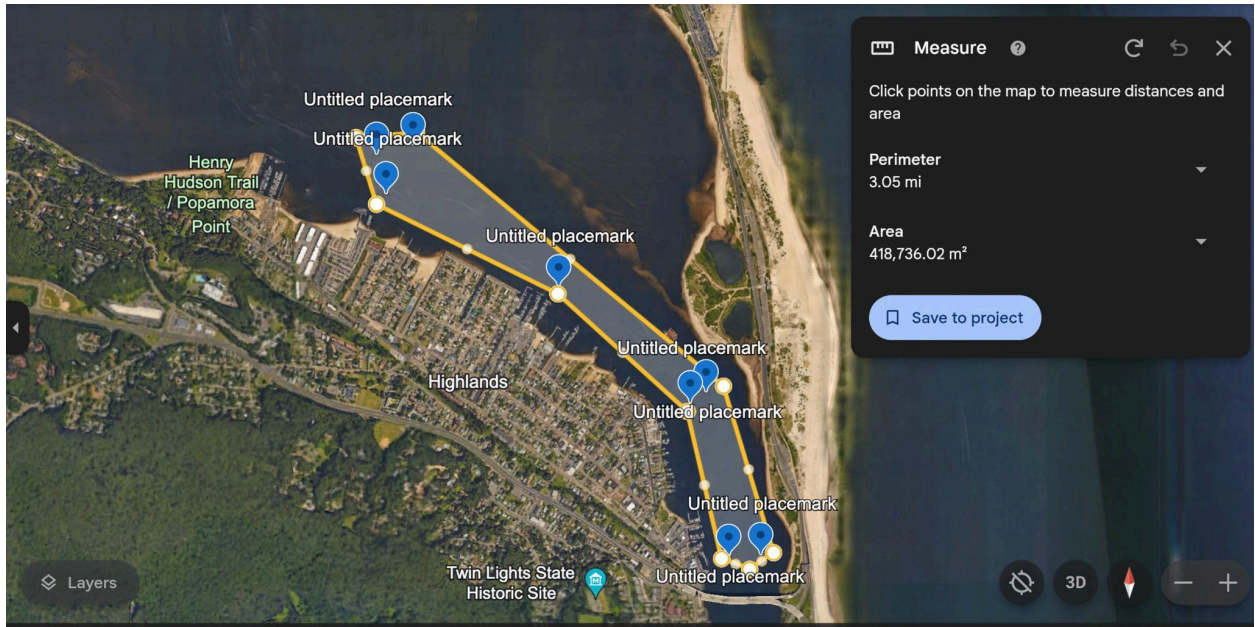 Measure
Click points on the map to measure distances and
area
Perimeter
3.05 mi
Area
418,736.02 m²
Save to project
Untitled placemark
Untitled placemark
Henry
Hudson Trail
/ Popamora
Point
Untitled placemark
Untitled placemark
Highlands
Untitled placemark
Untitled placemark
Twin Lights State
Historic Site
Untitled placemark
Layers
3D